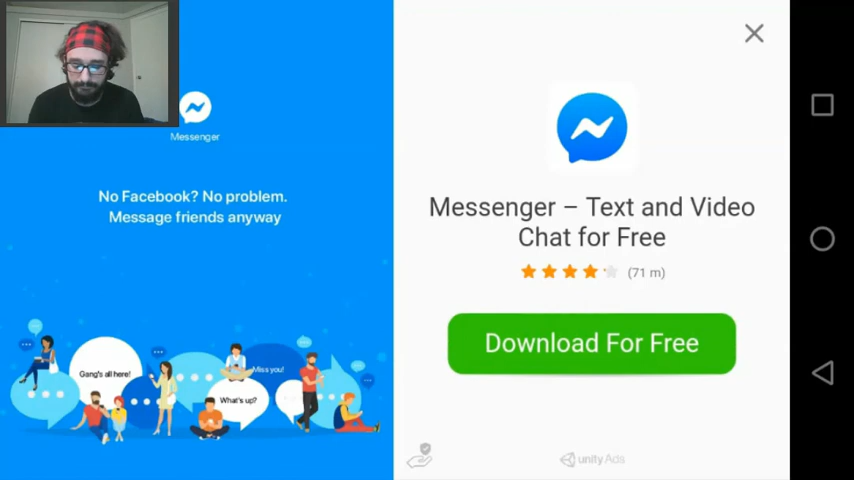 Messenger
No Facebook? No problem.
Message friends anyway
Gang's all here!
Miss you!
What's up?
Messenger – Text and Video
Chat for Free
(71 m)
Download For Free
unity Ads